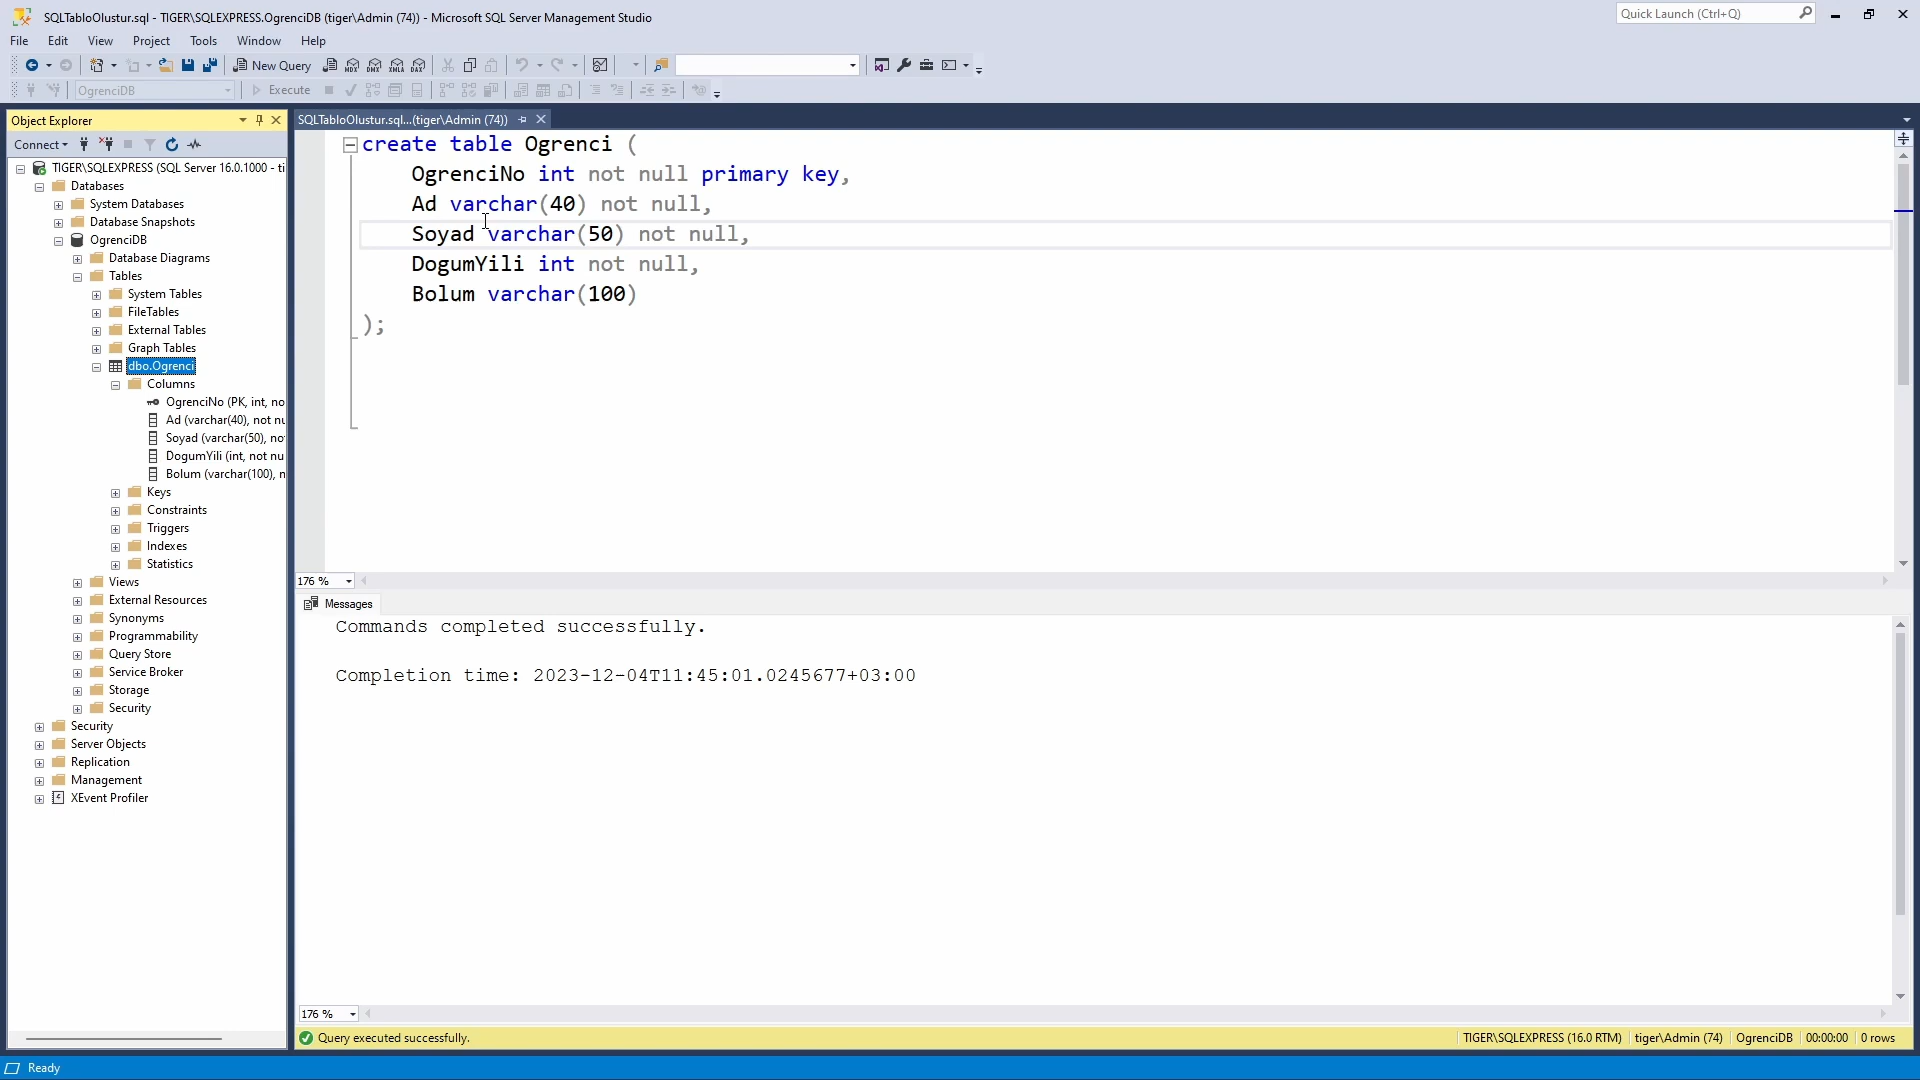 SQLTabloOlustur.sql - TIGER\SQLEXPRESS.OgrenciDB (tiger\Admin (74)) - Microsoft SQL Server Management Studio
Quick Launch (Ctrl+Q)
File Edit View Project Tools Window Help
New Query
MDX DMX XMLA DAX
OgrenciDB
Execute
Object Explorer
Connect
TIGER\SQLEXPRESS (SQL Server 16.0.1000 - ti
Databases
System Databases
Database Snapshots
OgrenciDB
Database Diagrams
Tables
System Tables
FileTables
External Tables
Graph Tables
dbo.Ogrenci
Columns
OgrenciNo (PK, int, no
Ad (varchar(40), not nu
Soyad (varchar(50), no
DogumYili (int, not nu
Bolum (varchar(100), n
Keys
Constraints
Triggers
Indexes
Statistics
Views
External Resources
Synonyms
Programmability
Query Store
Service Broker
Storage
Security
Security
Server Objects
Replication
Management
XEvent Profiler
SQLTabloOlustur.sql...(tiger\Admin (74))
create table Ogrenci (
OgrenciNo int not null primary key,
Ad varchar(40) not null,
Soyad varchar(50) not null,
DogumYili int not null,
Bolum varchar(100)
);
176 %
Messages
Commands completed successfully.
Completion time: 2023-12-04T11:45:01.0245677+03:00
176 %
Query executed successfully.
TIGER\SQLEXPRESS (16.0 RTM) tiger\Admin (74) OgrenciDB 00:00:00 0 rows
Ready